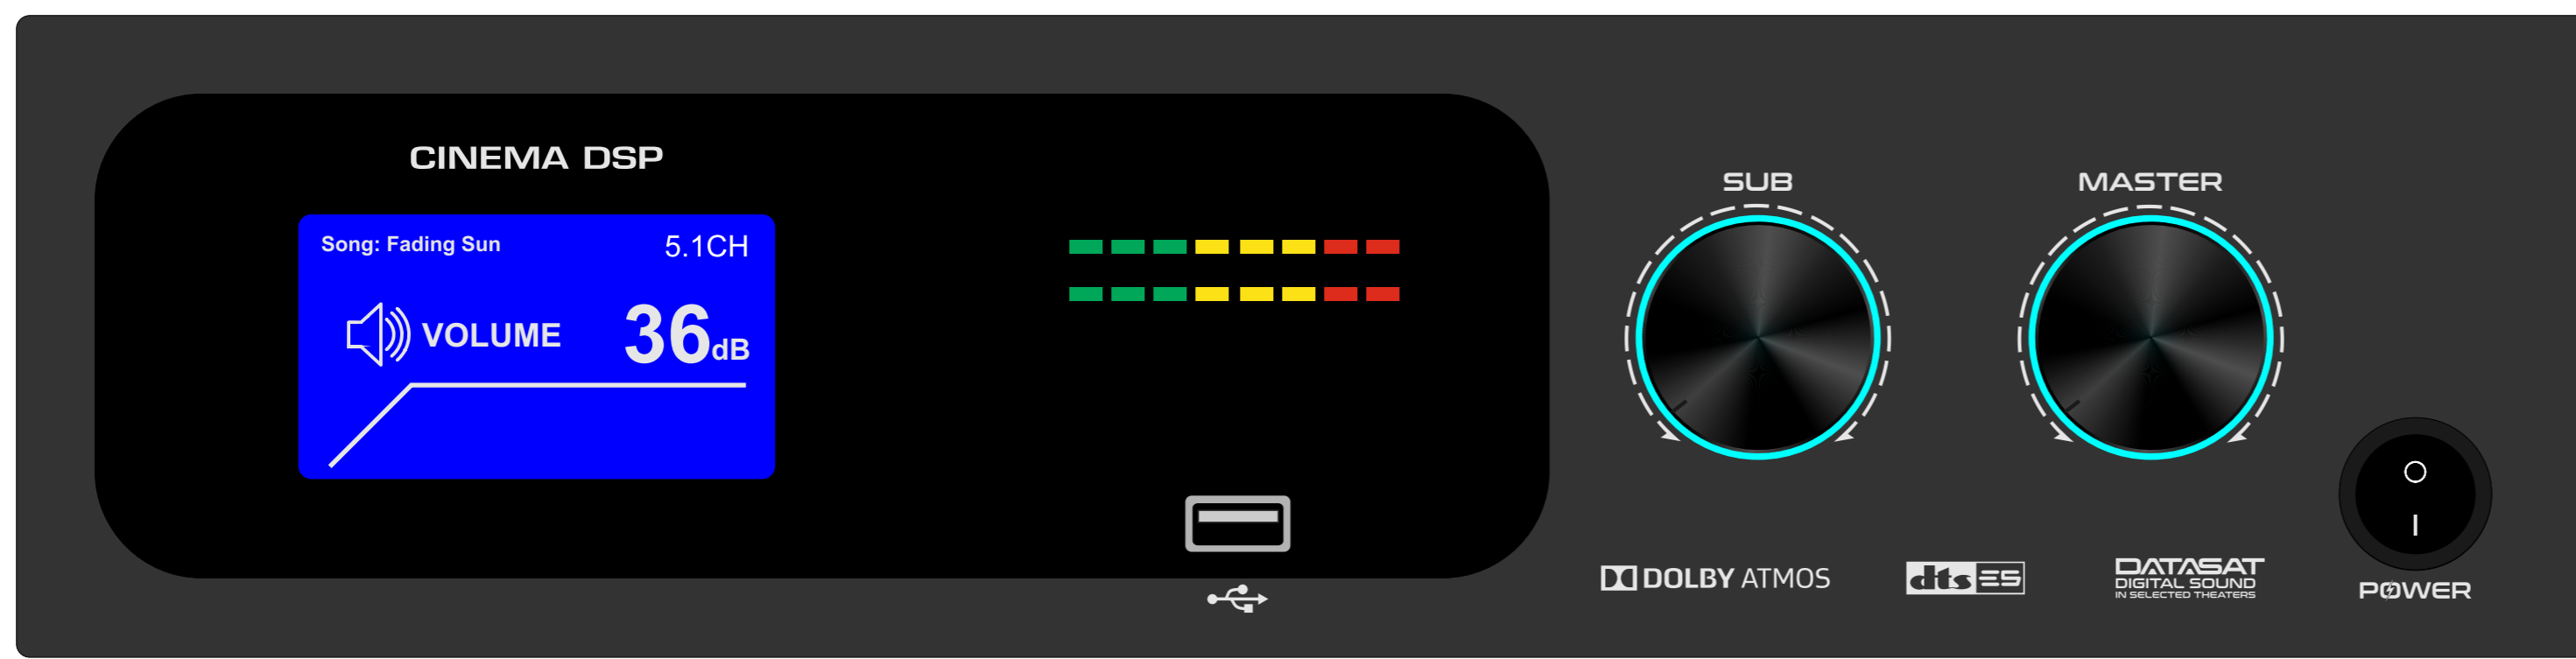 CINEMA DSP
Song: Fading Sun 5.1CH
VOLUME 36dB
SUB
MASTER
DOLBY ATMOS
dts ES
DATASAT
DIGITAL SOUND
IN SELECTED THEATERS
POWER